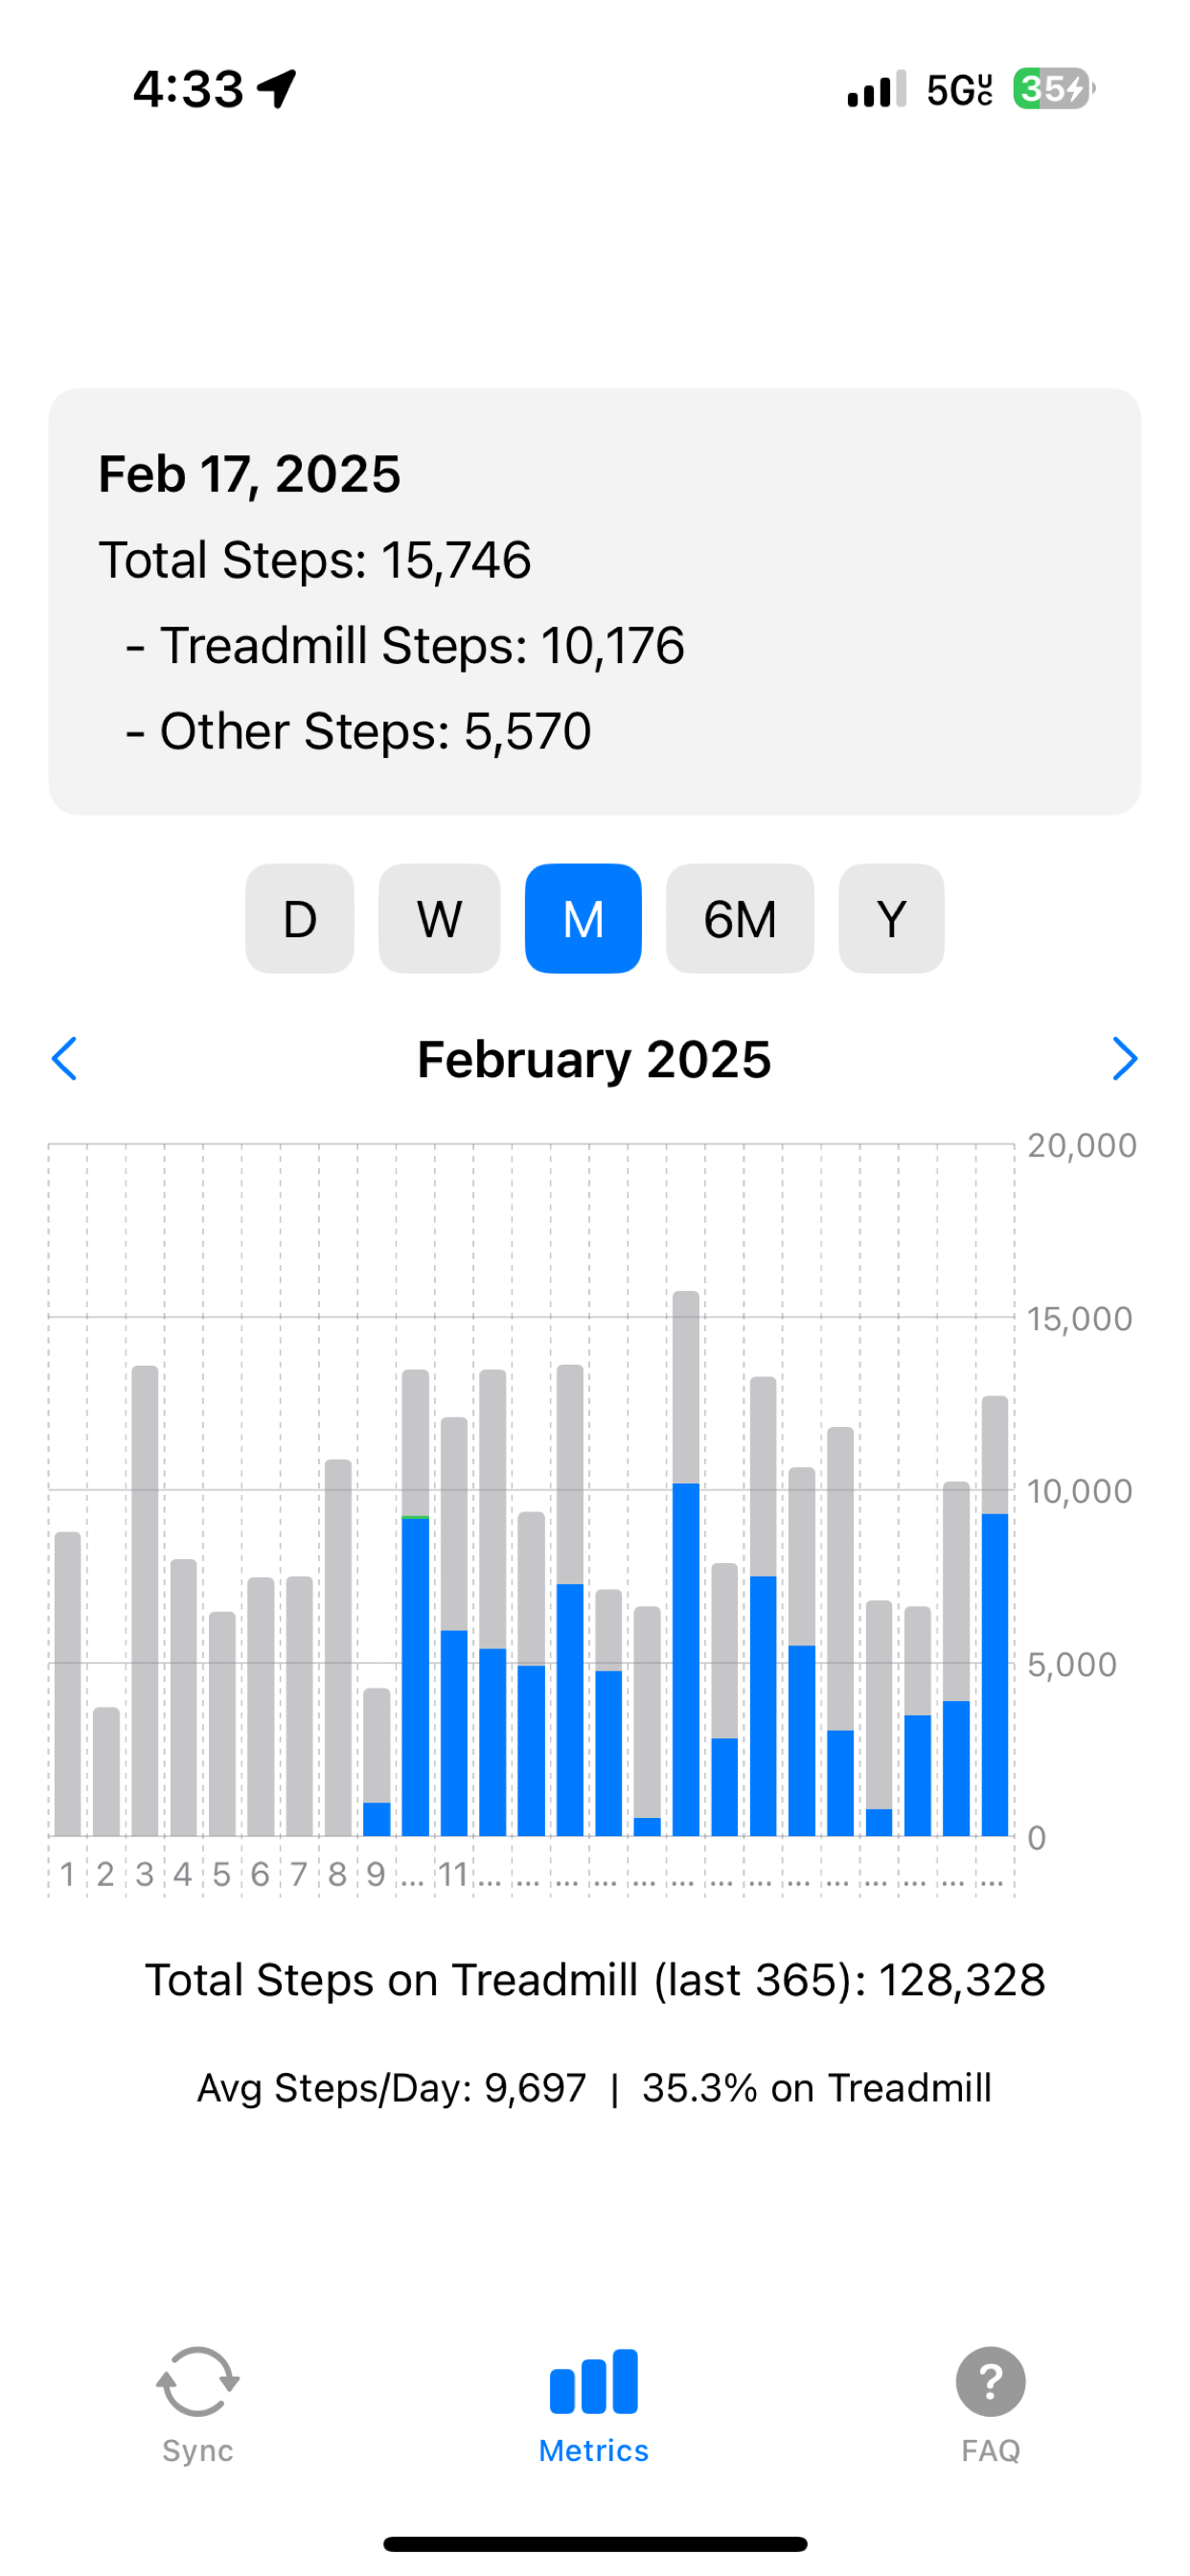 4:33
5G UC 35
Feb 17, 2025
Total Steps: 15,746
- Treadmill Steps: 10,176
- Other Steps: 5,570
D W M 6M Y
February 2025
20,000
15,000
10,000
5,000
0
1 2 3 4 5 6 7 8 9 ... 11 ... ... ... ... ... ... ... ... ... ... ... ... ... ...
Total Steps on Treadmill (last 365): 128,328
Avg Steps/Day: 9,697 | 35.3% on Treadmill
Sync Metrics FAQ